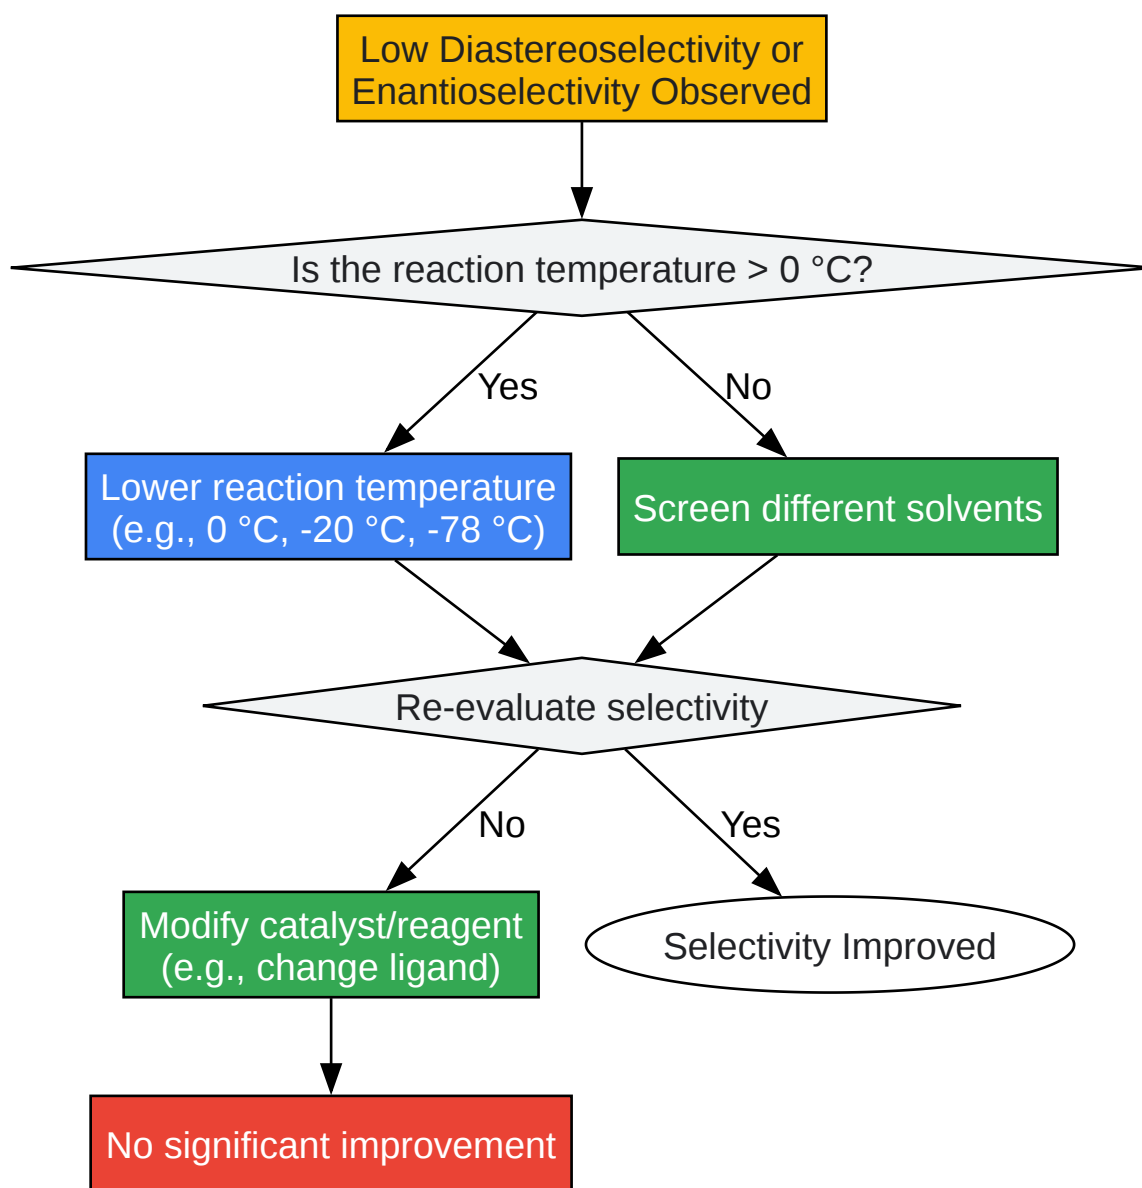 Low Diastereoselectivity or
Enantioselectivity Observed
Is the reaction temperature > 0 °C?
Yes
No
Lower reaction temperature
(e.g., 0 °C, -20 °C, -78 °C)
Screen different solvents
Re-evaluate selectivity
No
Yes
Modify catalyst/reagent
(e.g., change ligand)
Selectivity Improved
No significant improvement